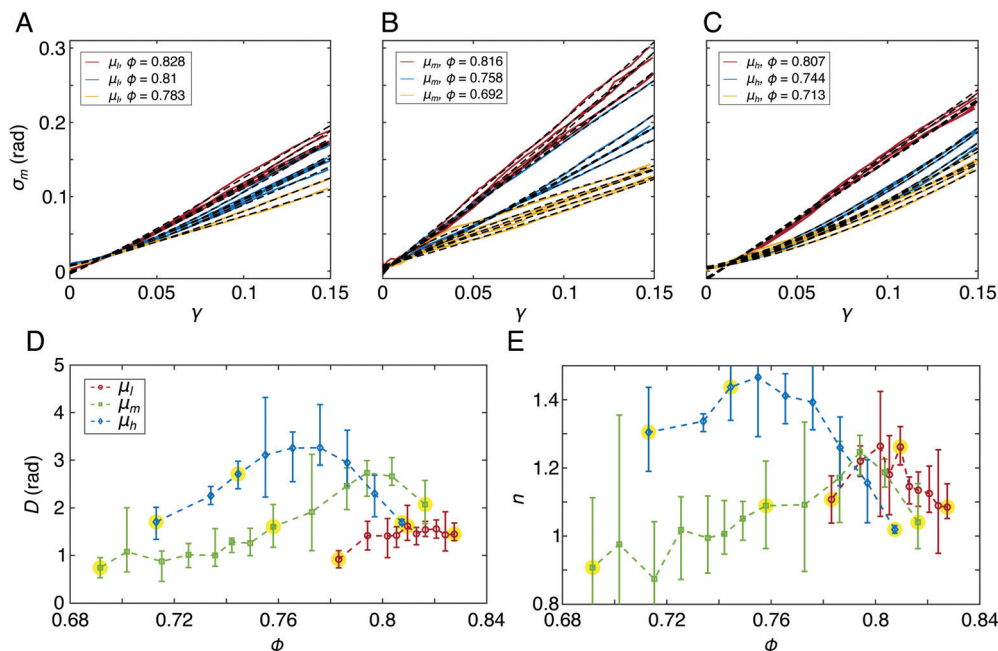 A
B
C
0.3
0.2
0.1
0
σm (rad)
μl, ϕ = 0.828
μl, ϕ = 0.81
μl, ϕ = 0.783
μm, ϕ = 0.816
μm, ϕ = 0.758
μm, ϕ = 0.692
μh, ϕ = 0.807
μh, ϕ = 0.744
μh, ϕ = 0.713
0 0.05 0.1 0.15
0 0.05 0.1 0.15
0 0.05 0.1 0.15
γ
γ
γ
D
5
4
3
2
1
0
D (rad)
μl
μm
μh
0.68 0.72 0.76 0.8 0.84
Φ
E
1.4
1.2
1
0.8
n
0.68 0.72 0.76 0.8 0.84
Φ